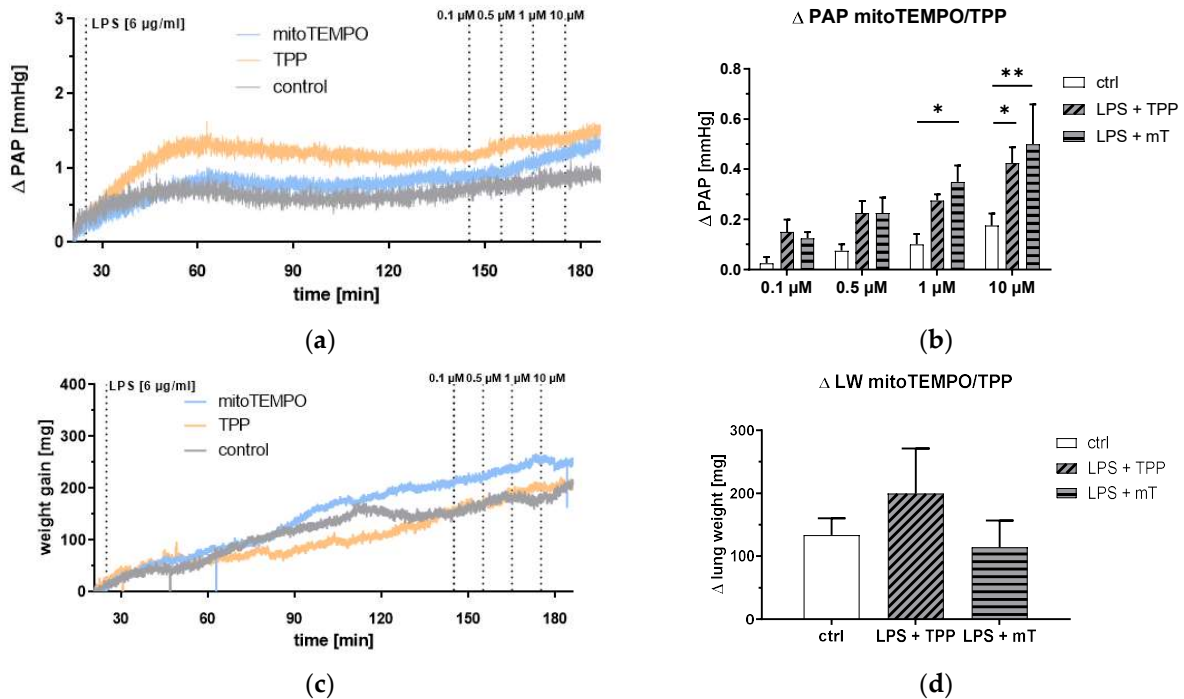 LPS [6 µg/ml]
0.1 µM 0.5 µM 1 µM 10 µM
mitoTEMPO
TPP
control
Δ PAP [mmHg]
3
2
1
0
30 60 90 120 150 180
time [min]
(a)
Δ PAP mitoTEMPO/TPP
Δ PAP [mmHg]
0.8
0.6
0.4
0.2
0.0
**
*
*
ctrl
LPS + TPP
LPS + mT
0.1 µM 0.5 µM 1 µM 10 µM
(b)
LPS [6 µg/ml]
0.1 µM 0.5 µM 1 µM 10 µM
mitoTEMPO
TPP
control
weight gain [mg]
400
300
250
200
100
0
30 60 90 120 150 180
time [min]
(c)
Δ LW mitoTEMPO/TPP
Δ lung weight [mg]
300
200
100
0
ctrl
LPS + TPP
LPS + mT
ctrl LPS + TPP LPS + mT
(d)